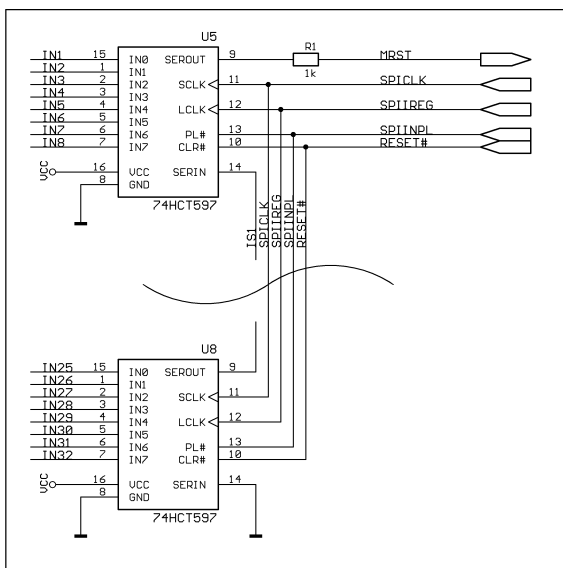 U5
R1
IN1 15 IN0 SEROUT 9 MRST
IN2 1 IN1 1k
IN3 2 IN2 SCLK 11 SPICLK
IN4 3 IN3
IN5 4 IN4 LCLK 12 SPIIREG
IN6 5 IN5
IN7 6 IN6 PL# 13 SPIINPL
IN8 7 IN7 CLR# 10 RESET#
VCC 16 VCC SERIN 14
8 GND
74HCT597
IS1
SPICLK
SPIIREG
SPIINPL
RESET#
U8
IN25 15 IN0 SEROUT 9
IN26 1 IN1
IN27 2 IN2 SCLK 11
IN28 3 IN3
IN29 4 IN4 LCLK 12
IN30 5 IN5
IN31 6 IN6 PL# 13
IN32 7 IN7 CLR# 10
VCC 16 VCC SERIN 14
8 GND
74HCT597